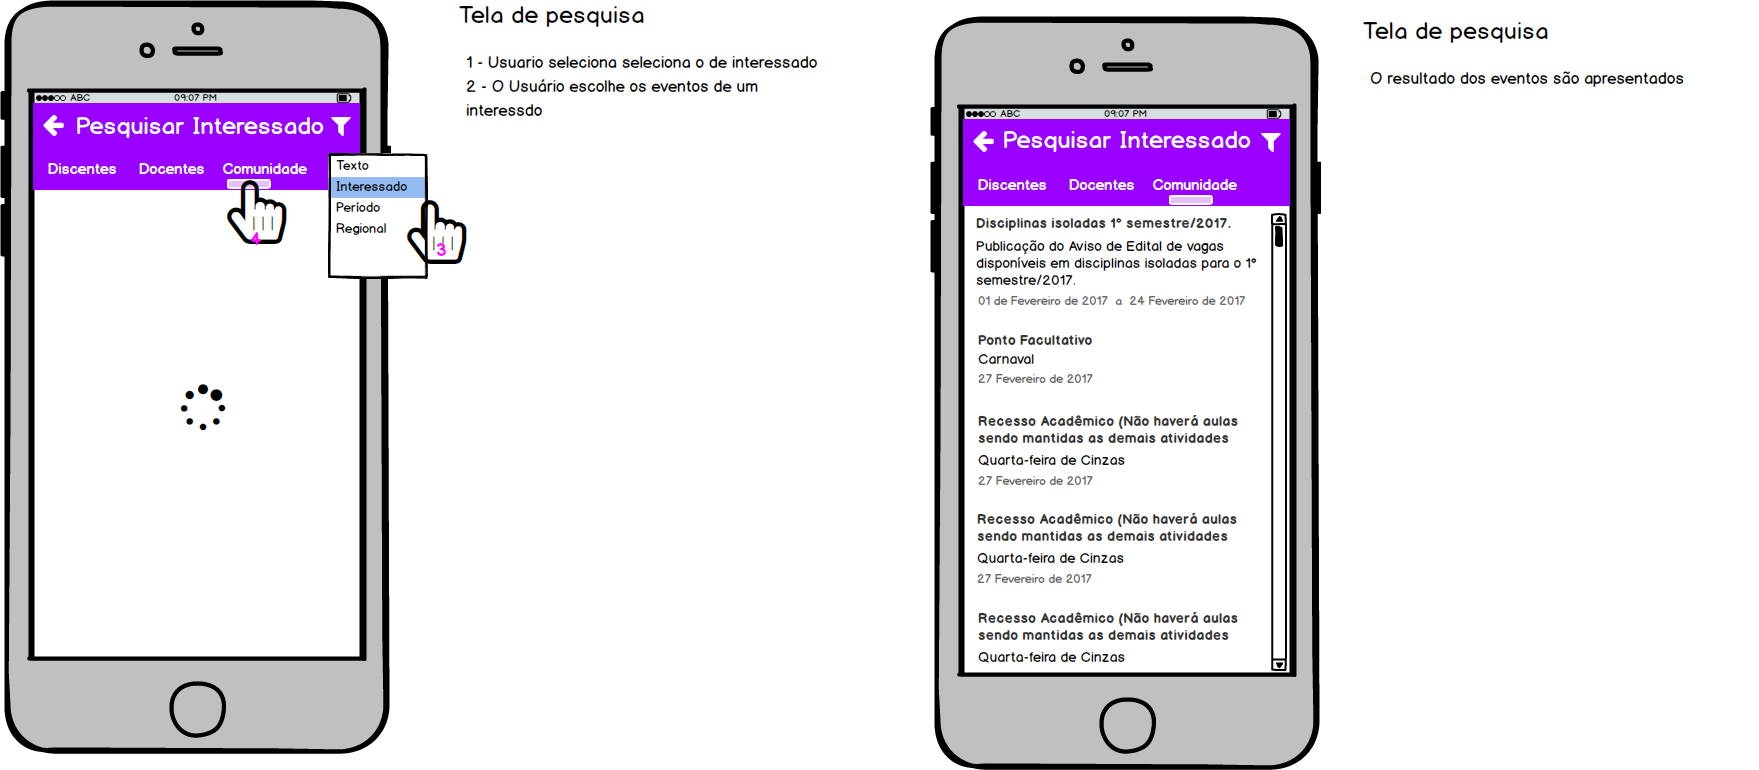 Tela de pesquisa
1 - Usuario seleciona seleciona o de interessado
2 - O Usuário escolhe os eventos de um
interessdo
ABC 09:07 PM
Pesquisar Interessado
Discentes Docentes Comunidade
Texto
Interessado
Período
Regional
4
3
Tela de pesquisa
O resultado dos eventos são apresentados
ABC 09:07 PM
Pesquisar Interessado
Discentes Docentes Comunidade
Disciplinas isoladas 1º semestre/2017.
Publicação do Aviso de Edital de vagas
disponíveis em disciplinas isoladas para o 1º
semestre/2017.
01 de Fevereiro de 2017 a 24 Fevereiro de 2017
Ponto Facultativo
Carnaval
27 Fevereiro de 2017
Recesso Acadêmico (Não haverá aulas
sendo mantidas as demais atividades
Quarta-feira de Cinzas
27 Fevereiro de 2017
Recesso Acadêmico (Não haverá aulas
sendo mantidas as demais atividades
Quarta-feira de Cinzas
27 Fevereiro de 2017
Recesso Acadêmico (Não haverá aulas
sendo mantidas as demais atividades
Quarta-feira de Cinzas